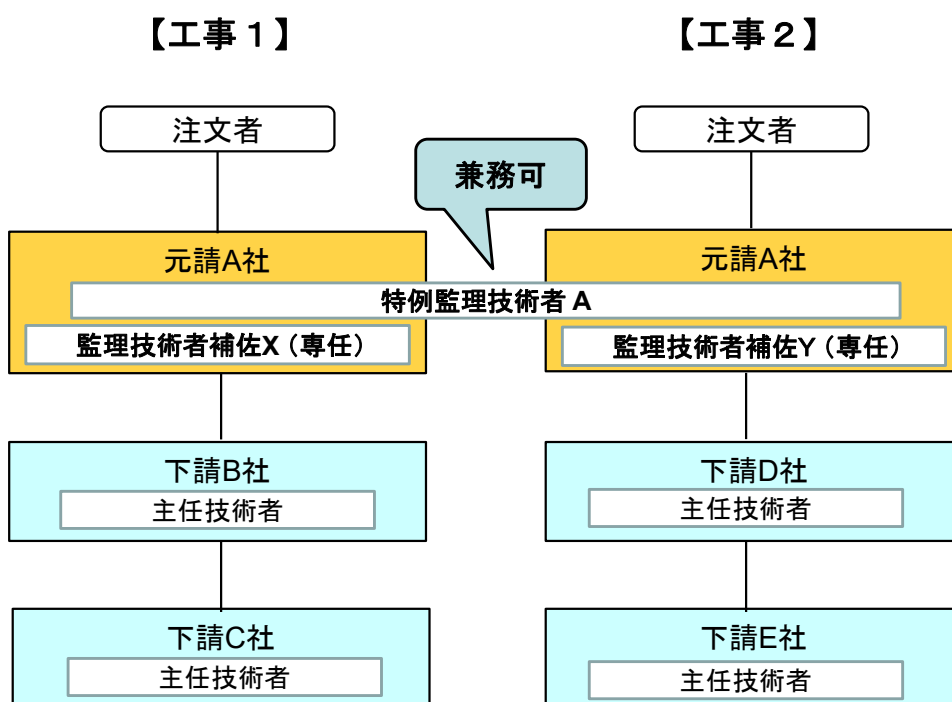 【工事１】
【工事２】
注文者
注文者
兼務可
元請A社
元請A社
特例監理技術者 A
監理技術者補佐X（専任）
監理技術者補佐Y（専任）
下請B社
主任技術者
下請D社
主任技術者
下請C社
主任技術者
下請E社
主任技術者